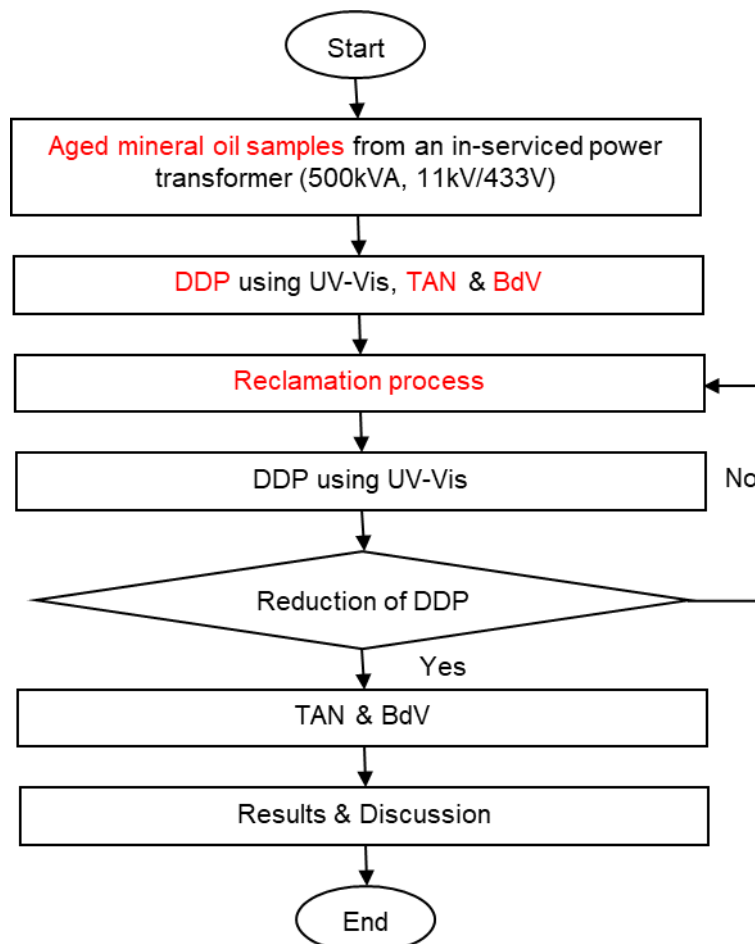 Start
Aged mineral oil samples from an in-serviced power
transformer (500kVA, 11kV/433V)
DDP using UV-Vis, TAN & BdV
Reclamation process
DDP using UV-Vis
No
Reduction of DDP
Yes
TAN & BdV
Results & Discussion
End